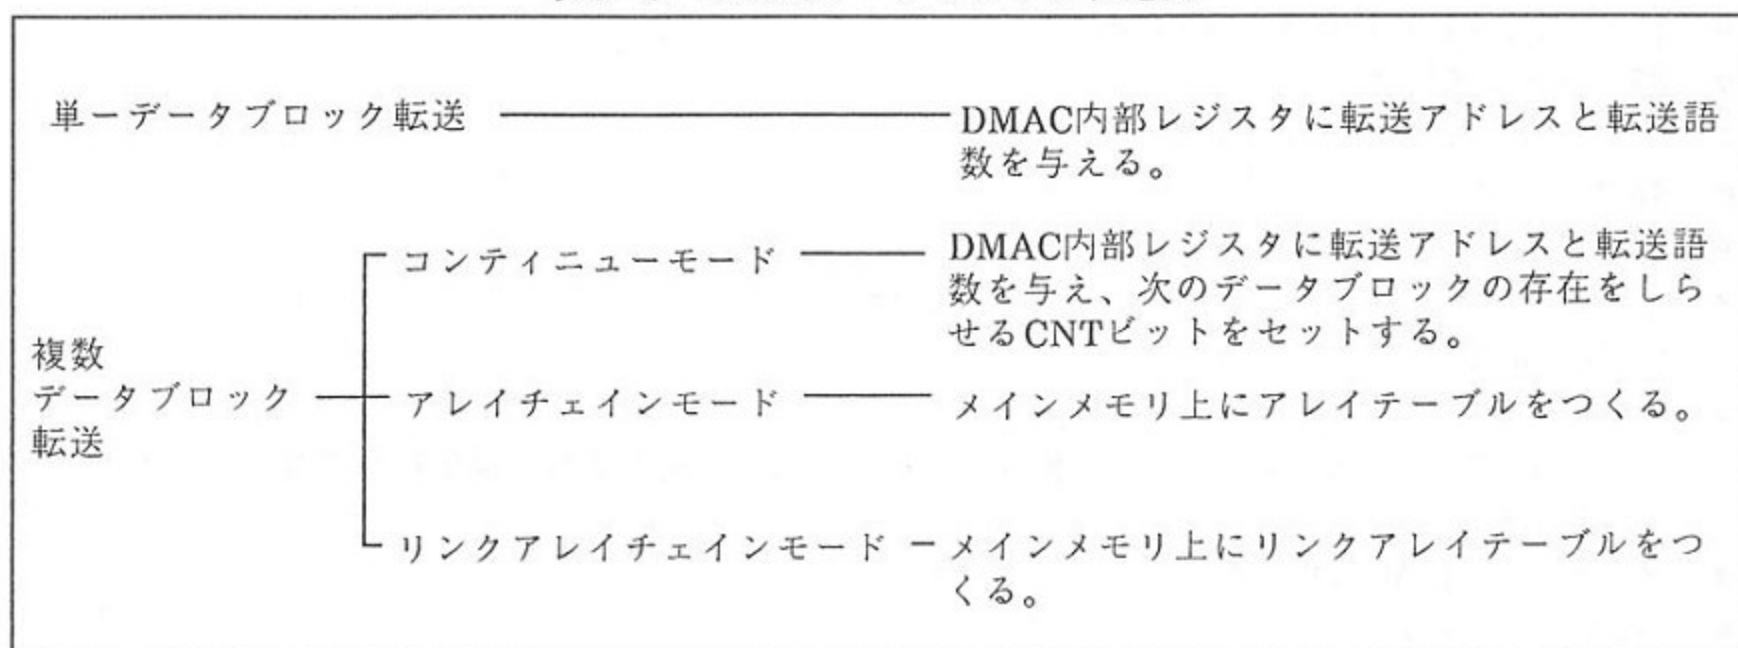 単一データブロック転送
DMAC内部レジスタに転送アドレスと転送語
数を与える。
複数
データブロック
転送
コンティニューモード
DMAC内部レジスタに転送アドレスと転送語
数を与え、次のデータブロックの存在をしら
せるCNTビットをセットする。
アレイチェインモード
メインメモリ上にアレイテーブルをつくる。
リンクアレイチェインモード
メインメモリ上にリンクアレイテーブルをつ
くる。